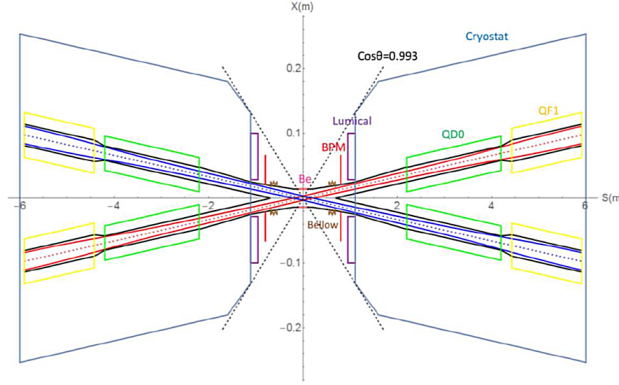 X(m)
0.2
Cosθ=0.993
Cryostat
0.1
Lumical
QF1
QD0
BPM
Be
-6
-4
-2
2
4
6
S(m
Bellow
-0.1
-0.2